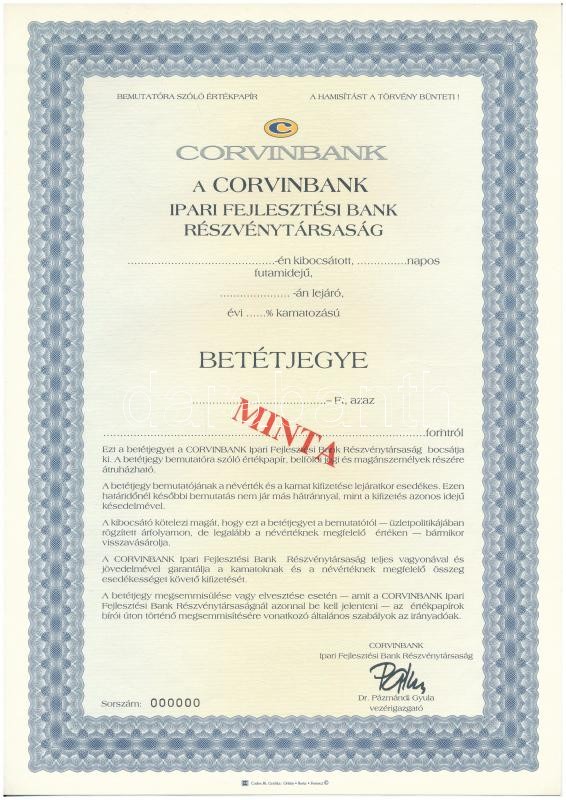 BEMUTATÓRA SZÓLÓ ÉRTÉKPAPÍR A HAMISÍTÁST A TÖRVÉNY BÜNTETI !
C
CORVINBANK
A CORVINBANK
IPARI FEJLESZTÉSI BANK
RÉSZVÉNYTÁRSASÁG
............................................-én kibocsátott, ...............napos
futamidejű,
..................... -án lejáró,
évi ......% kamatozású
BETÉTJEGYE
........................................– Ft., azaz
MINTA
................................................................................................forintról
Ezt a betétjegyet a CORVINBANK Ipari Fejlesztési Bank Részvénytársaság bocsátja
ki. A betétjegy bemutatóra szóló értékpapír, belföldi jogi és magánszemélyek részére
átruházható.
A betétjegy bemutatójának a névérték és a kamat kifizetése lejáratkor esedékes. Ezen
határidőnél későbbi bemutatás nem jár más hátránnyal, mint a kifizetés azonos idejű
késedelmével.
A kibocsátó kötelezi magát, hogy ezt a betétjegyet a bemutatótól — üzletpolitikájában
rögzített árfolyamon, de legalább a névértéknek megfelelő értéken — bármikor
visszavásárolja.
A CORVINBANK Ipari Fejlesztési Bank Részvénytársaság teljes vagyonával és
jövedelmével garantálja a kamatoknak és a névértéknek megfelelő összeg
esedékességet követő kifizetését.
A betétjegy megsemmisülése vagy elvesztése esetén — amit a CORVINBANK Ipari
Fejlesztési Bank Részvénytársaságnál azonnal be kell jelenteni — az értékpapírok
bírói úton történő megsemmisítésére vonatkozó általános szabályok az irányadóak.
CORVINBANK
Ipari Fejlesztési Bank Részvénytársaság
Dr. Pázmándi Gyula
vezérigazgató
Sorszám: 000000